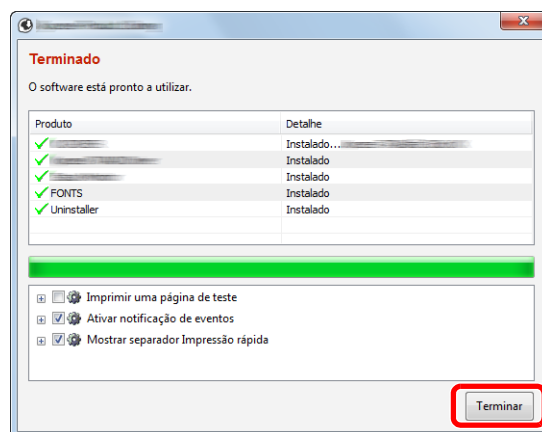 Terminado
O software está pronto a utilizar.
Produto Detalhe
Instalado...
Instalado
Instalado
FONTS Instalado
Uninstaller Instalado
Imprimir uma página de teste
Ativar notificação de eventos
Mostrar separador Impressão rápida
Terminar